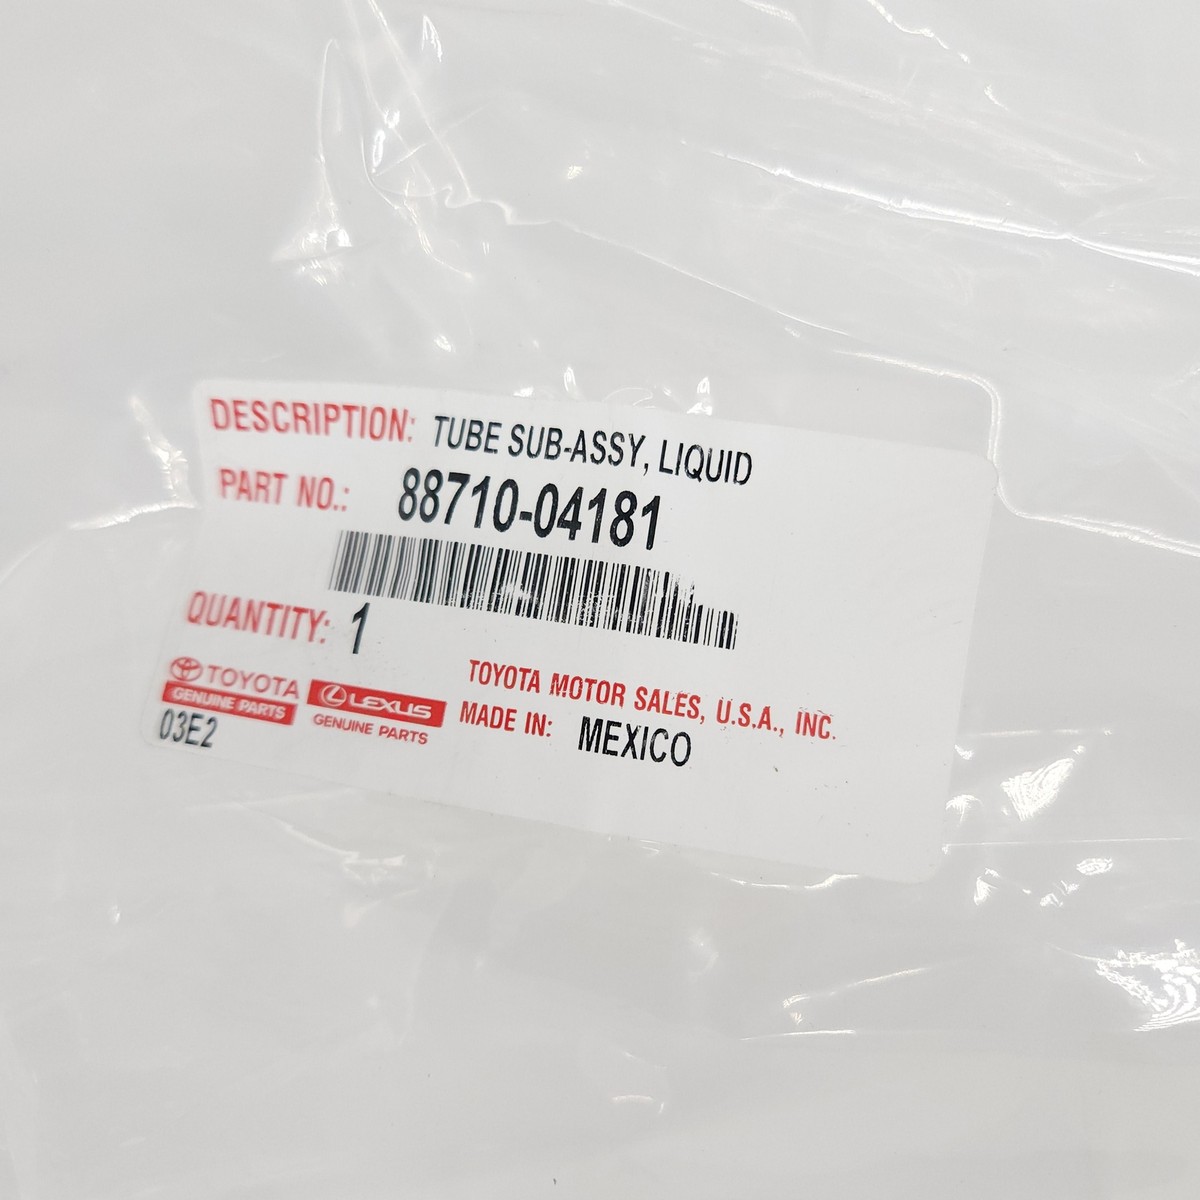 DESCRIPTION: TUBE SUB-ASSY, LIQUID
PART NO.: 88710-04181
QUANTITY: 1
TOYOTA
GENUINE PARTS
LEXUS
GENUINE PARTS
TOYOTA MOTOR SALES, U.S.A., INC.
MADE IN: MEXICO
03E2